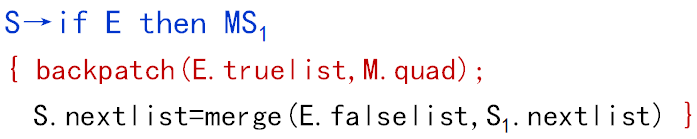 S→if E then MS₁
{ backpatch(E.truelist,M.quad);
S.nextlist=merge(E.falselist,S₁.nextlist) }